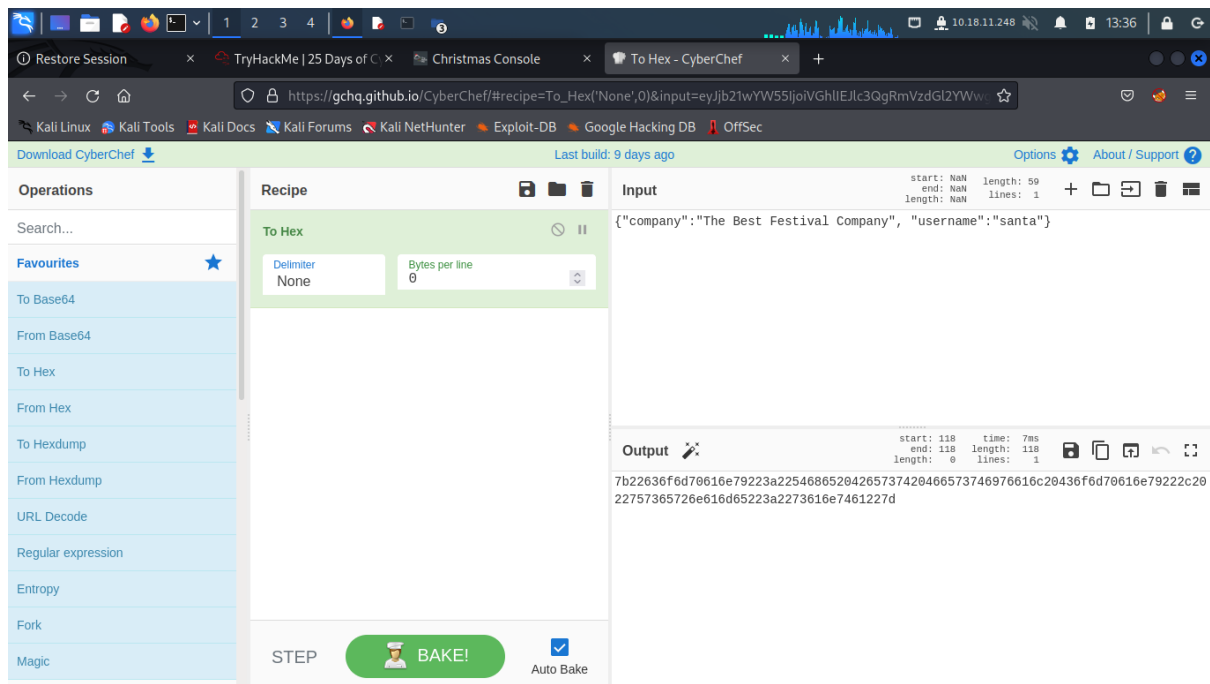 1 2 3 4 3 10.18.11.248 13:36
Restore Session × TryHackMe | 25 Days of C × Christmas Console × To Hex - CyberChef × +
https://gchq.github.io/CyberChef/#recipe=To_Hex('None',0)&input=eyJjb21wYW55IjoiVGhlIEJlc3QgRmVzdGl2YWwg
Kali Linux Kali Tools Kali Docs Kali Forums Kali NetHunter Exploit-DB Google Hacking DB OffSec
Download CyberChef Last build: 9 days ago Options About / Support ?
Operations
Search...
Favourites
To Base64
From Base64
To Hex
From Hex
To Hexdump
From Hexdump
URL Decode
Regular expression
Entropy
Fork
Magic
Recipe
To Hex
Delimiter
None
Bytes per line
0
STEP
BAKE!
Auto Bake
Input
start: NaN
end: NaN
length: NaN
length: 59
lines: 1
{"company":"The Best Festival Company", "username":"santa"}
Output
start: 118
end: 118
length: 0
time: 7ms
length: 118
lines: 1
7b22636f6d70616e79223a22546865204265737420466573746976616c20436f6d70616e79222c20
22757365726e616d65223a2273616e7461227d